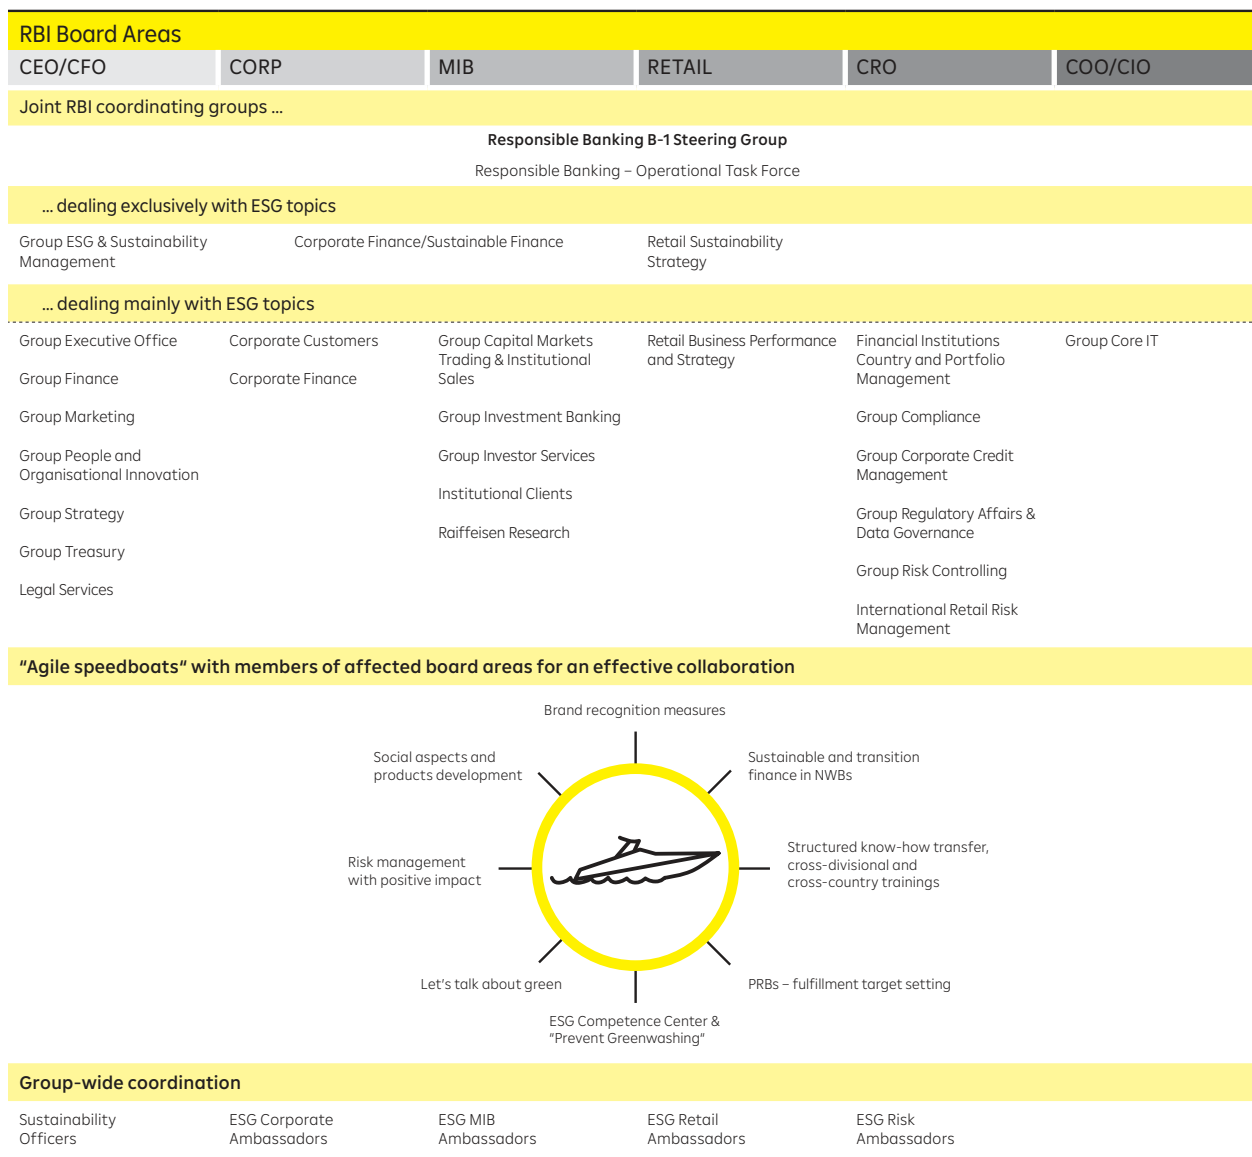 RBI Board Areas
CEO/CFO
CORP
MIB
RETAIL
CRO
COO/CIO
Joint RBI coordinating groups ...
Responsible Banking B-1 Steering Group
Responsible Banking – Operational Task Force
... dealing exclusively with ESG topics
Group ESG & Sustainability
Management
Corporate Finance/Sustainable Finance
Retail Sustainability
Strategy
... dealing mainly with ESG topics
Group Executive Office
Group Finance
Group Marketing
Group People and
Organisational Innovation
Group Strategy
Group Treasury
Legal Services
Corporate Customers
Corporate Finance
Group Capital Markets
Trading & Institutional
Sales
Group Investment Banking
Group Investor Services
Institutional Clients
Raiffeisen Research
Retail Business Performance
and Strategy
Financial Institutions
Country and Portfolio
Management
Group Compliance
Group Corporate Credit
Management
Group Regulatory Affairs &
Data Governance
Group Risk Controlling
International Retail Risk
Management
Group Core IT
"Agile speedboats" with members of affected board areas for an effective collaboration
Brand recognition measures
Social aspects and
products development
Sustainable and transition
finance in NWBs
Risk management
with positive impact
Structured know-how transfer,
cross-divisional and
cross-country trainings
Let's talk about green
PRBs – fulfillment target setting
ESG Competence Center &
"Prevent Greenwashing"
Group-wide coordination
Sustainability
Officers
ESG Corporate
Ambassadors
ESG MIB
Ambassadors
ESG Retail
Ambassadors
ESG Risk
Ambassadors